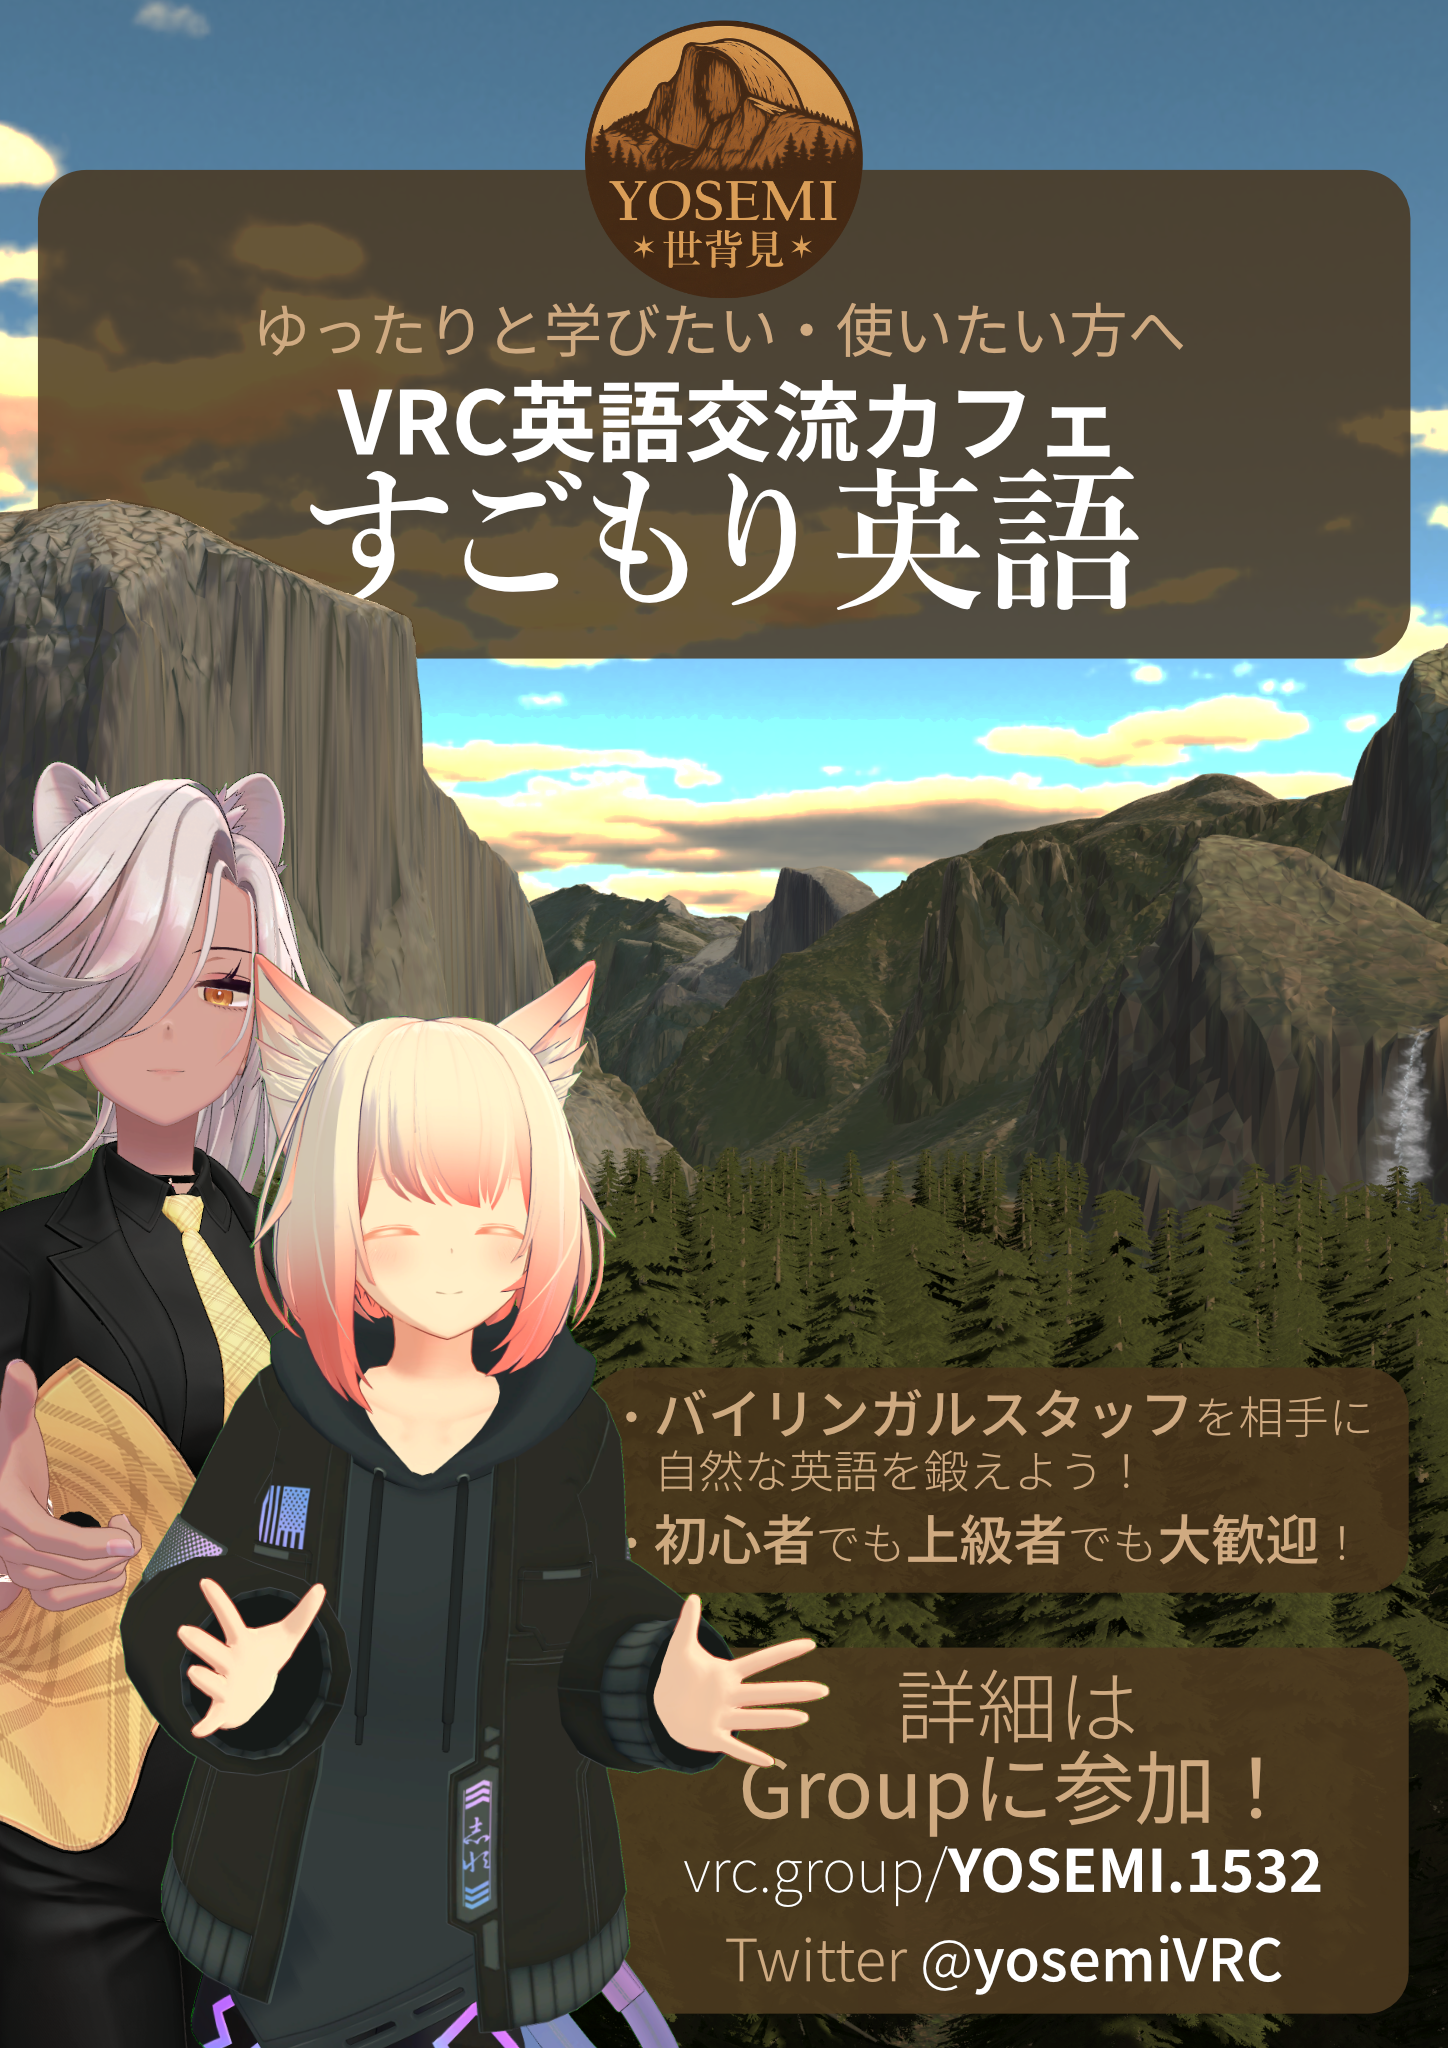 YOSEMI
世背見
ゆったりと学びたい・使いたい方へ
VRC英語交流カフェ
すごもり英語
・バイリンガルスタッフを相手に
自然な英語を鍛えよう！
・初心者でも上級者でも大歓迎！
詳細は
Groupに参加！
vrc.group/YOSEMI.1532
Twitter @yosemiVRC